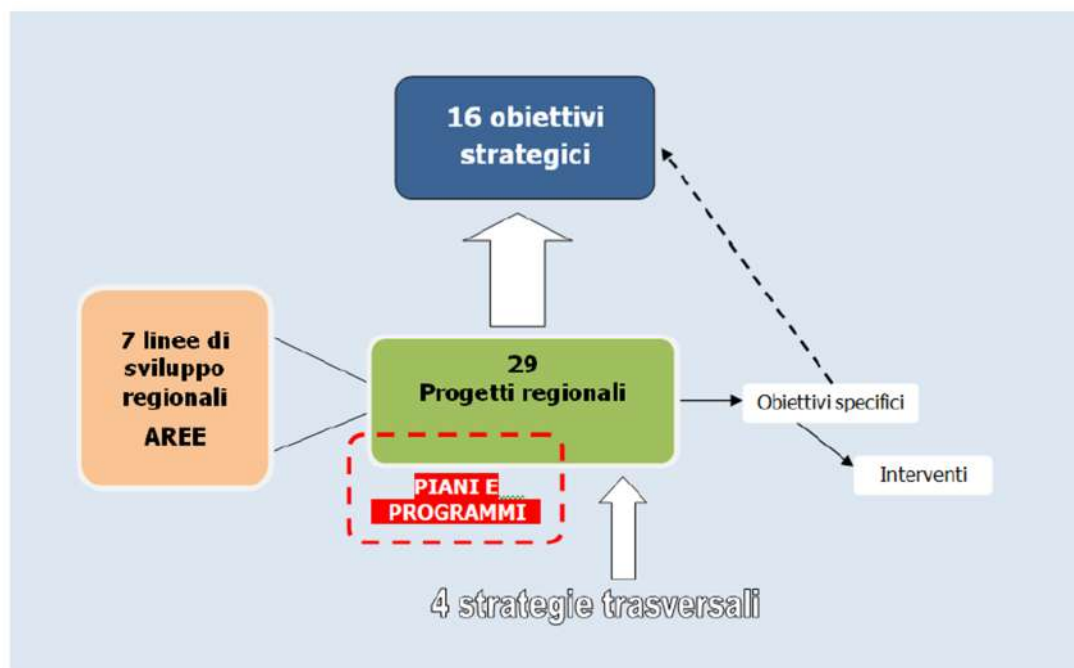 16 obiettivi
strategici
7 linee di
sviluppo
regionali
AREE
29
Progetti regionali
Obiettivi specifici
Interventi
PIANI E
PROGRAMMI
4 strategie trasversali